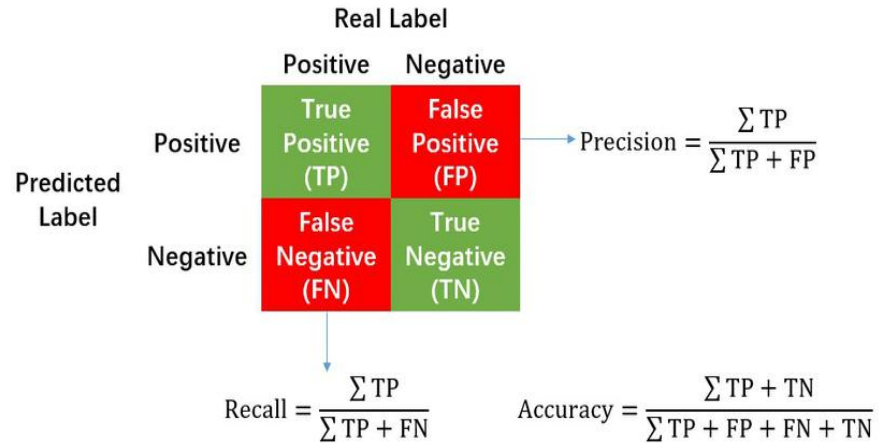 Real Label
Positive Negative
True
Positive
(TP)
False
Positive
(FP)
Positive
Precision = ∑ TP / ∑ TP + FP
Predicted
Label
False
Negative
(FN)
True
Negative
(TN)
Negative
Recall = ∑ TP / ∑ TP + FN
Accuracy = ∑ TP + TN / ∑ TP + FP + FN + TN